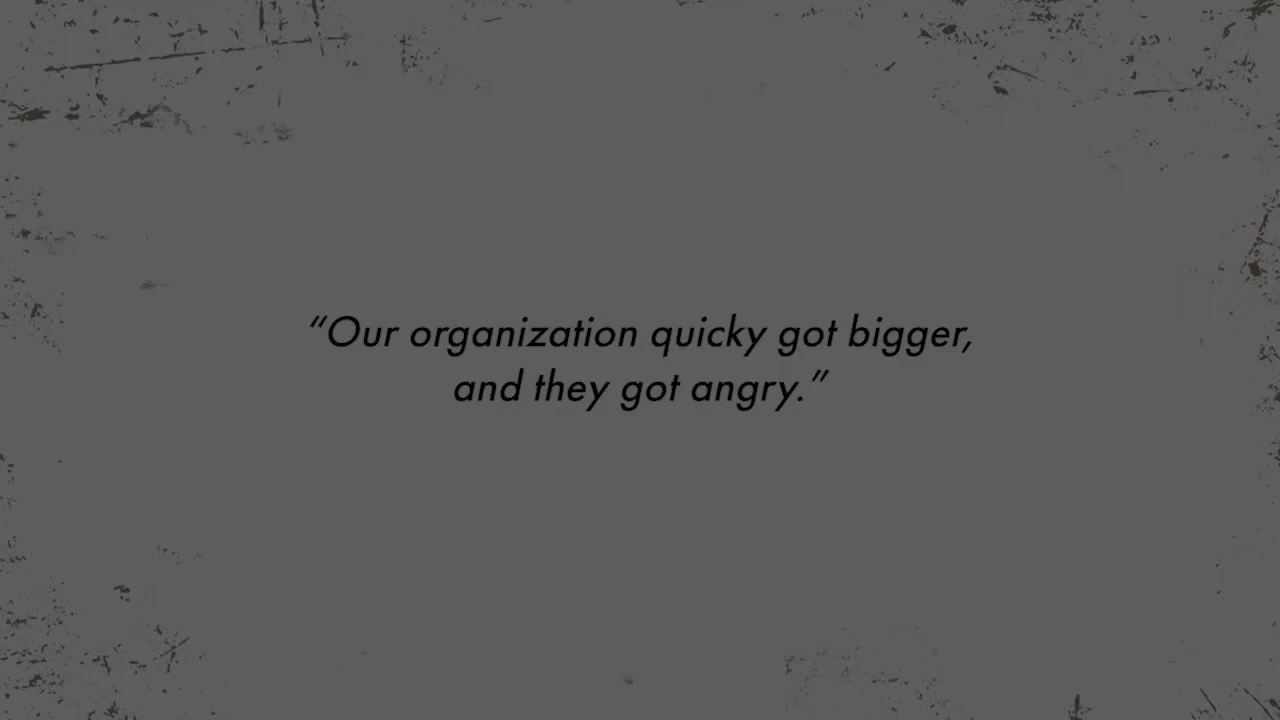 “Our organization quicky got bigger,
and they got angry.”